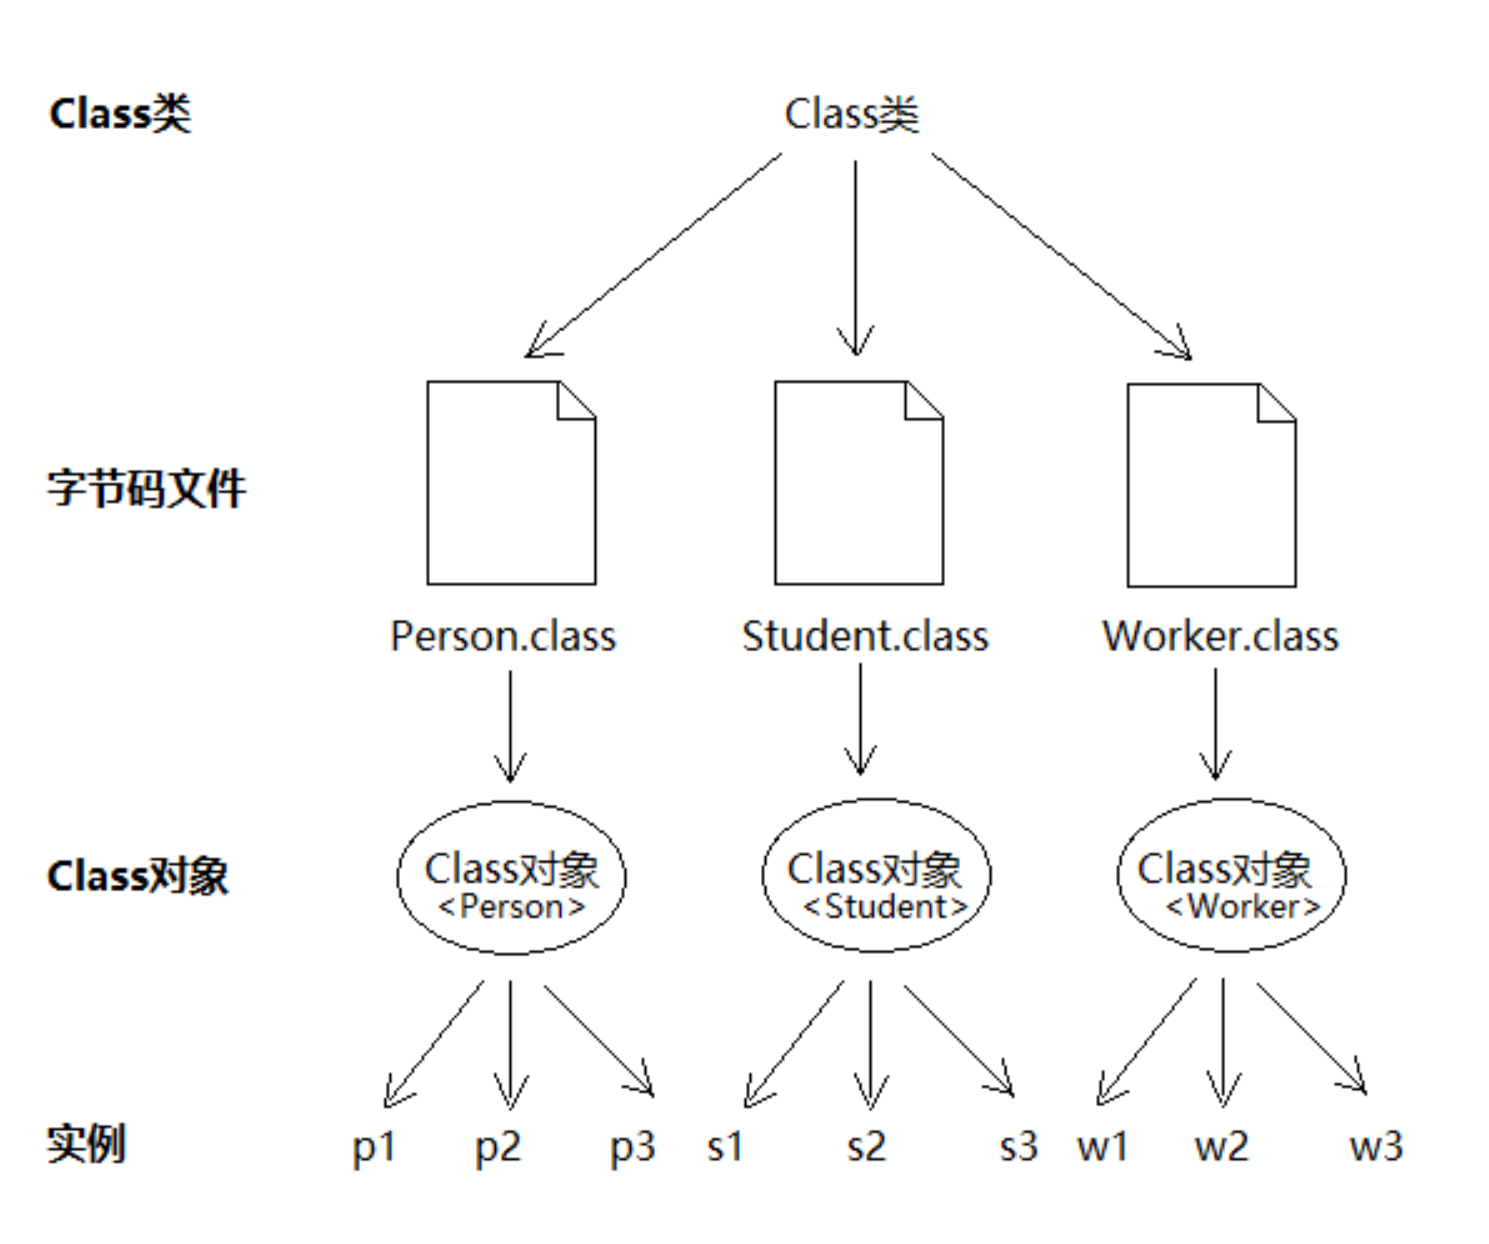 Class类
Class类
字节码文件
Person.class
Student.class
Worker.class
Class对象
Class对象
<Person>
Class对象
<Student>
Class对象
<Worker>
实例
p1
p2
p3
s1
s2
s3
w1
w2
w3